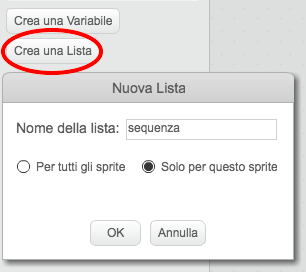 Crea una Variabile
Crea una Lista
Nuova Lista
Nome della lista: sequenza
Per tutti gli sprite Solo per questo sprite
OK Annulla